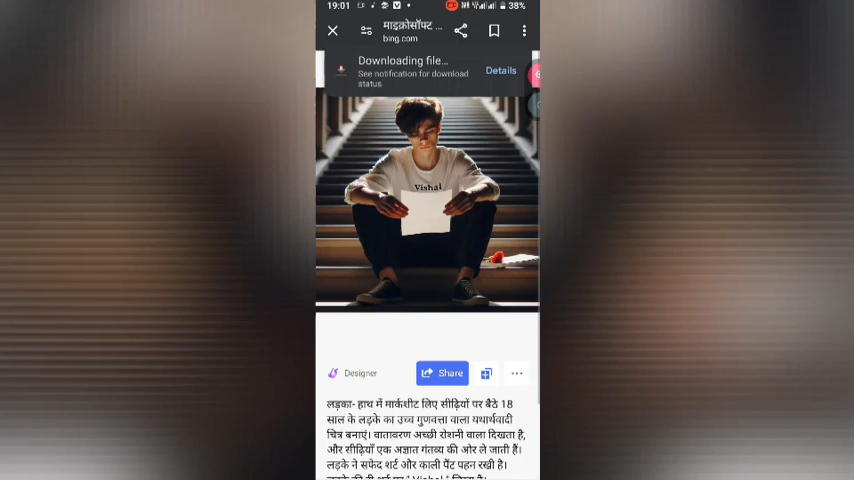 19:01
38%
माइक्रोसॉफ्ट ...
bing.com
Downloading file...
Details
See notification for download
status
Vishal
Designer
Share
लड़का- हाथ में मार्कशीट लिए सीढ़ियों पर बैठे 18
साल के लड़के का उच्च गुणवत्ता वाला यथार्थवादी
चित्र बनाएं। वातावरण अच्छी रोशनी वाला दिखता है,
और सीढ़ियाँ एक अज्ञात गंतव्य की ओर ले जाती हैं।
लड़के ने सफेद शर्ट और काली पैंट पहन रखी है।